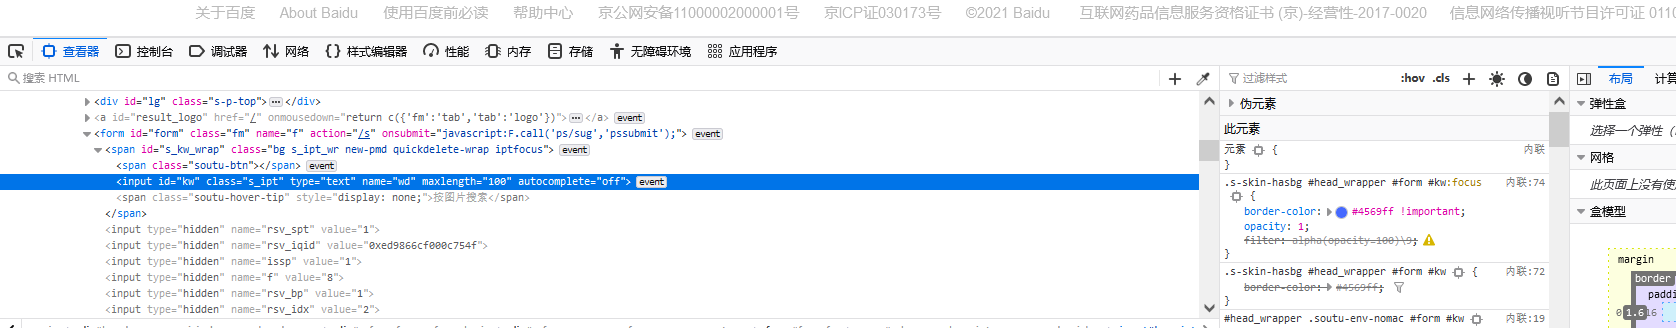 关于百度 About Baidu 使用百度前必读 帮助中心 京公网安备11000002000001号 京ICP证030173号 ©2021 Baidu 互联网药品信息服务资格证书 (京)-经营性-2017-0020 信息网络传播视听节目许可证 0110
查看器 控制台 调试器 网络 {} 样式编辑器 性能 内存 存储 无障碍环境 应用程序
搜索 HTML
<div id="lg" class="s-p-top"> ⋯ </div>
<a id="result_logo" href="/" onmousedown="return c({'fm':'tab','tab':'logo'})"> ⋯ </a> event
<form id="form" class="fm" name="f" action="/s" onsubmit="javascript:F.call('ps/sug','pssubmit');"> event
<span id="s_kw_wrap" class="bg s_ipt_wr new-pmd quickdelete-wrap iptfocus"> event
<span class="soutu-btn"></span> event
<input id="kw" class="s_ipt" type="text" name="wd" maxlength="100" autocomplete="off"> event
<span class="soutu-hover-tip" style="display: none;">按图片搜索</span>
</span>
<input type="hidden" name="rsv_spt" value="1">
<input type="hidden" name="rsv_iqid" value="0xed9866cf000c754f">
<input type="hidden" name="issp" value="1">
<input type="hidden" name="f" value="8">
<input type="hidden" name="rsv_bp" value="1">
<input type="hidden" name="rsv_idx" value="2">
过滤样式 :hov .cls +
伪元素
此元素
元素 { 内联
}
.s-skin-hasbg #head_wrapper #form #kw:focus 内联:74
{
border-color: #4569ff !important;
opacity: 1;
filter: alpha(opacity=100)\9;
}
.s-skin-hasbg #head_wrapper #form #kw { 内联:72
border-color: #4569ff;
}
#head_wrapper .soutu-env-nomac #form #kw 内联:19
布局 计算
弹性盒
选择一个弹性
网格
此页面上没有使
盒模型
margin
border
paddi
1.6